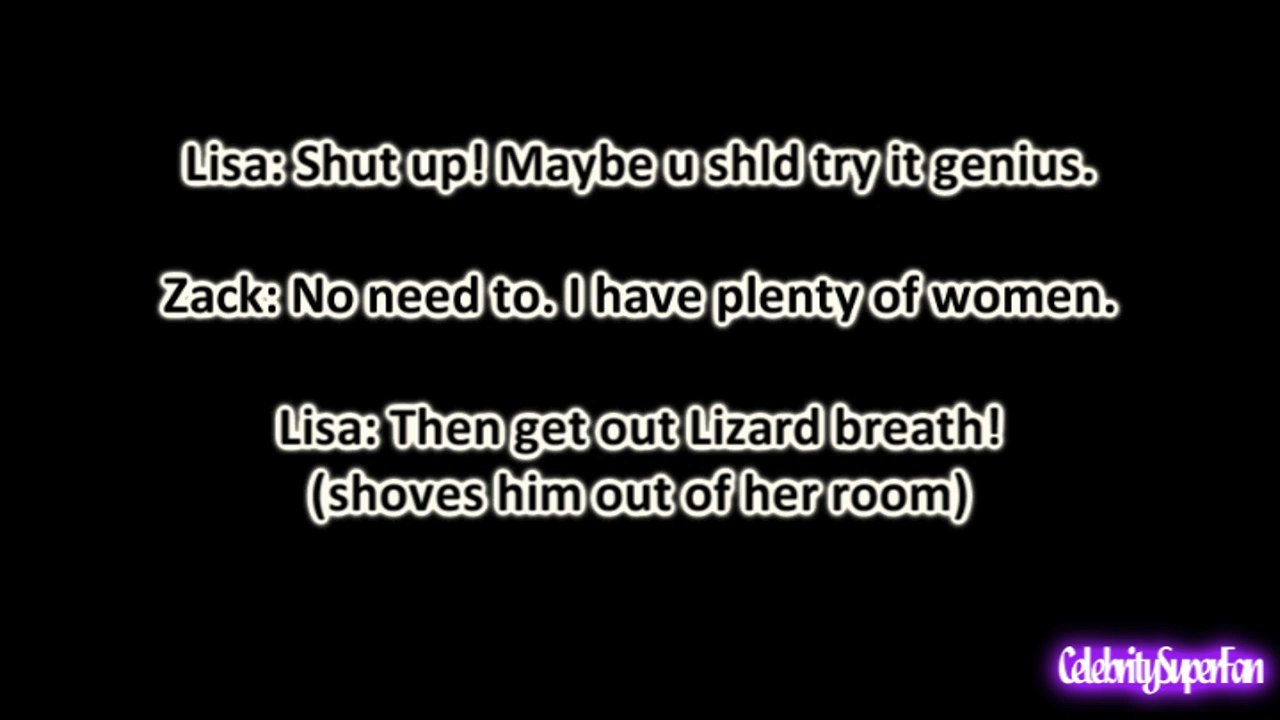 Lisa: Shut up! Maybe u shld try it genius.
Zack: No need to. I have plenty of women.
Lisa: Then get out Lizard breath!
(shoves him out of her room)
CelebritySuperFan